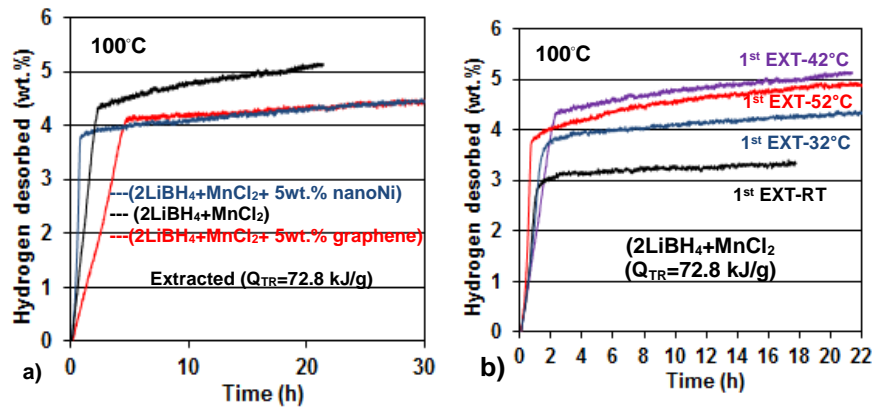 Hydrogen desorbed (wt.%)
100°C
6
5
4
3
2
1
0
---(2LiBH4+MnCl2+ 5wt.% nanoNi)
--- (2LiBH4+MnCl2)
---(2LiBH4+MnCl2+ 5wt.% graphene)
Extracted (QTR=72.8 kJ/g)
0 10 20 30
a)
Time (h)
Hydrogen desorbed (wt.%)
100°C
6
5
4
3
2
1
0
1st EXT-42°C
1st EXT-52°C
1st EXT-32°C
1st EXT-RT
(2LiBH4+MnCl2
(QTR=72.8 kJ/g)
0 2 4 6 8 10 12 14 16 18 20 22
b)
Time (h)